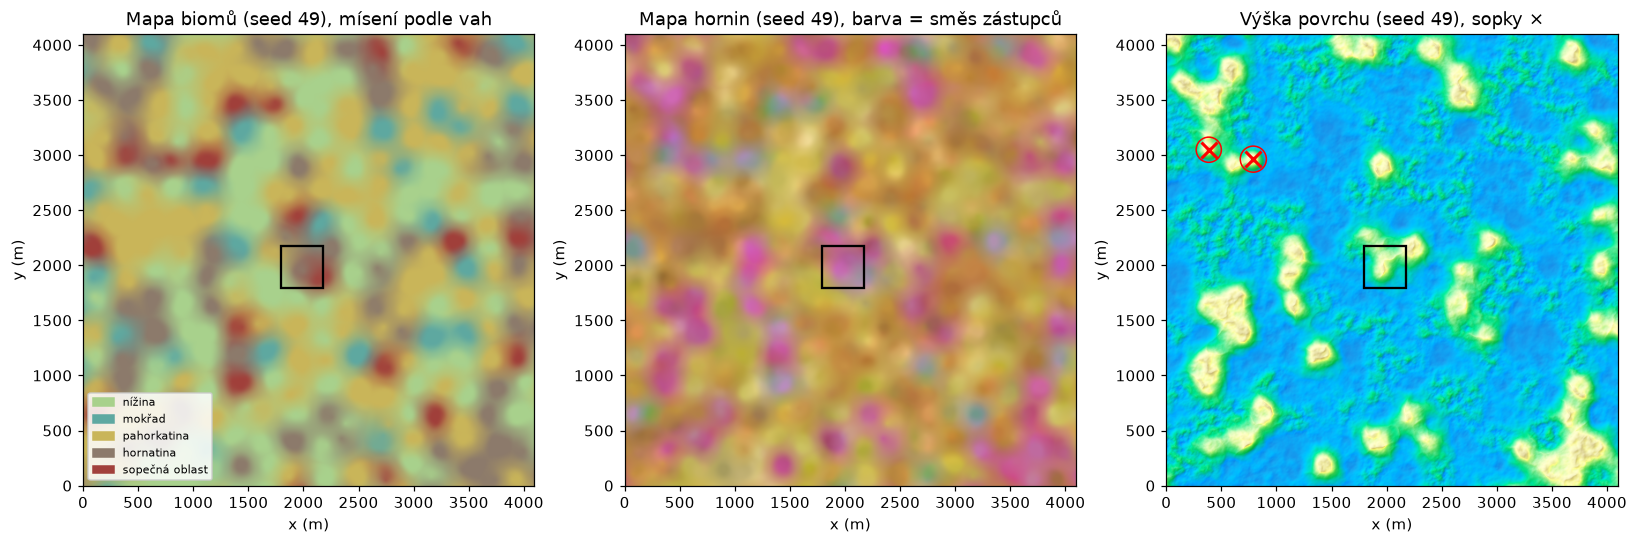 Mapa biomů (seed 49), mísení podle vah
4000
3500
3000
2500
2000
1500
1000
500
0
y (m)
nížina
mokřad
pahorkatina
hornatina
sopečná oblast
0 500 1000 1500 2000 2500 3000 3500 4000
x (m)
Mapa hornin (seed 49), barva = směs zástupců
4000
3500
3000
2500
2000
1500
1000
500
0
y (m)
0 500 1000 1500 2000 2500 3000 3500 4000
x (m)
Výška povrchu (seed 49), sopky ×
4000
3500
3000
2500
2000
1500
1000
500
0
y (m)
0 500 1000 1500 2000 2500 3000 3500 4000
x (m)